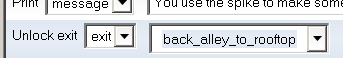 Print message You use the spike to make some
Unlock exit exit back_alley_to_rooftop